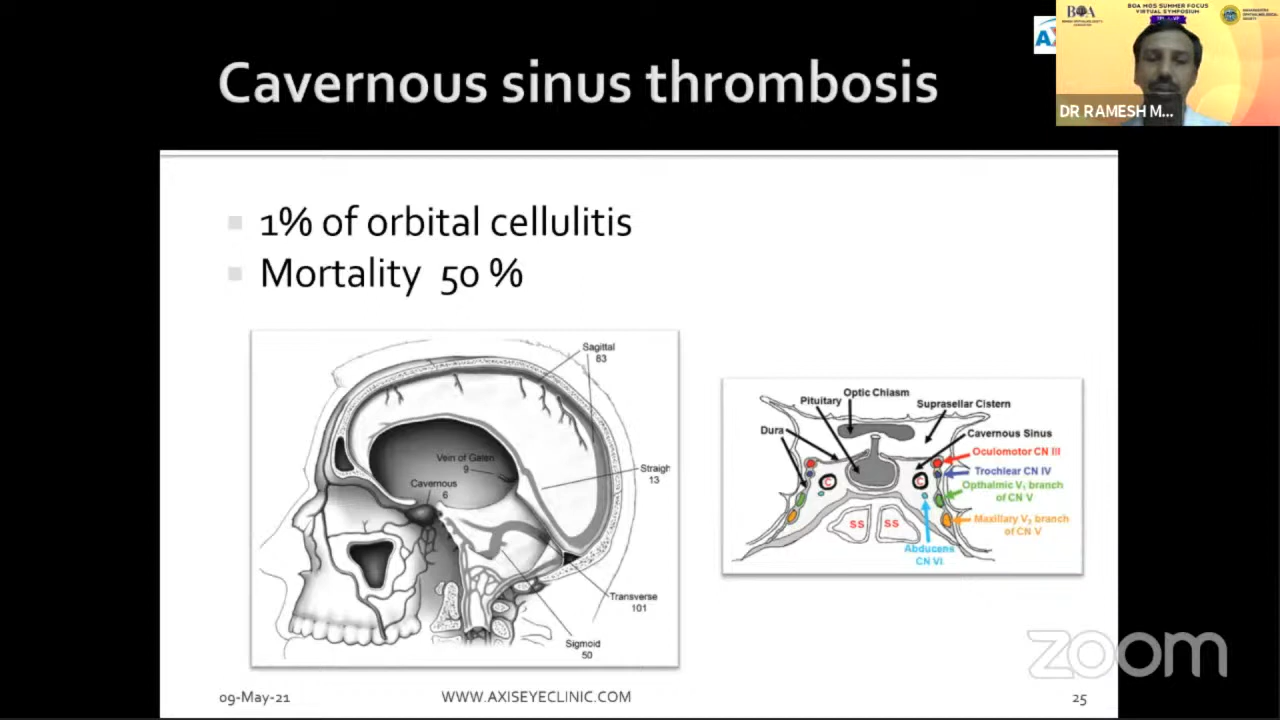 Cavernous sinus thrombosis
BOA MOS SUMMER FOCUS
VIRTUAL SYMPOSIUM
BOA
AX
DR RAMESH M...
1% of orbital cellulitis
Mortality 50 %
Sagittal
83
Vein of Galen
9
Cavernous
6
Straigh
13
Transverse
101
Sigmoid
50
Optic Chiasm
Pituitary
Suprasellar Cistern
Dura
Cavernous Sinus
Oculomotor CN III
Trochlear CN IV
Opthalmic V₁ branch
of CN V
Maxillary V₂ branch
of CN V
C
C
SS
SS
Abducens
CN VI
zoom
09-May-21
WWW.AXISEYECLINIC.COM
25